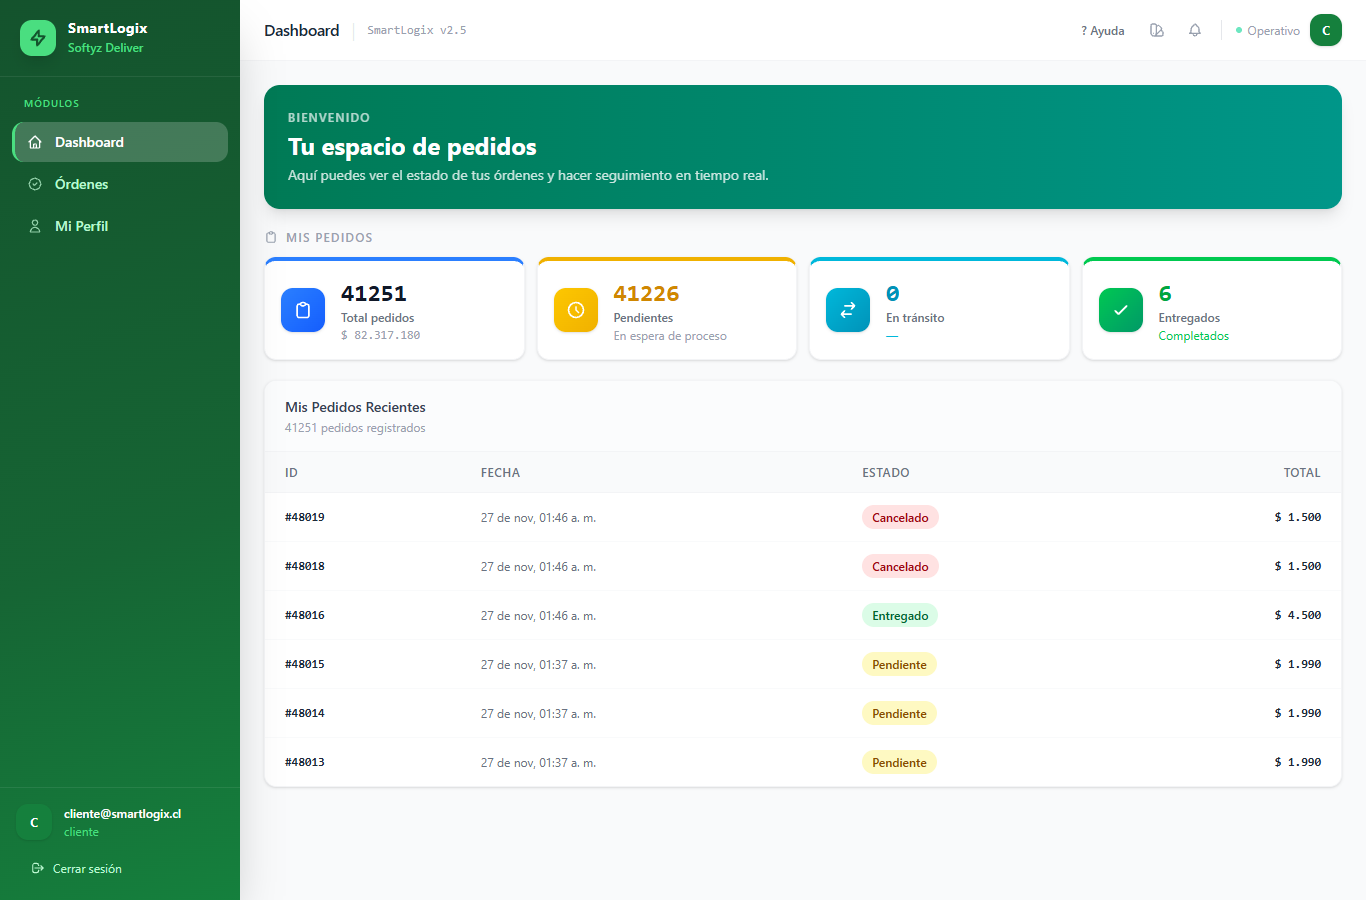 SmartLogix
Softyz Deliver
MÓDULOS
Dashboard
Órdenes
Mi Perfil
C
cliente@smartlogix.cl
cliente
Cerrar sesión
Dashboard
SmartLogix v2.5
? Ayuda
Operativo
C
BIENVENIDO
Tu espacio de pedidos
Aquí puedes ver el estado de tus órdenes y hacer seguimiento en tiempo real.
MIS PEDIDOS
41251
Total pedidos
$ 82.317.180
41226
Pendientes
En espera de proceso
0
En tránsito
—
6
Entregados
Completados
Mis Pedidos Recientes
41251 pedidos registrados
ID FECHA ESTADO TOTAL
#48019 27 de nov, 01:46 a. m. Cancelado $ 1.500
#48018 27 de nov, 01:46 a. m. Cancelado $ 1.500
#48016 27 de nov, 01:46 a. m. Entregado $ 4.500
#48015 27 de nov, 01:37 a. m. Pendiente $ 1.990
#48014 27 de nov, 01:37 a. m. Pendiente $ 1.990
#48013 27 de nov, 01:37 a. m. Pendiente $ 1.990